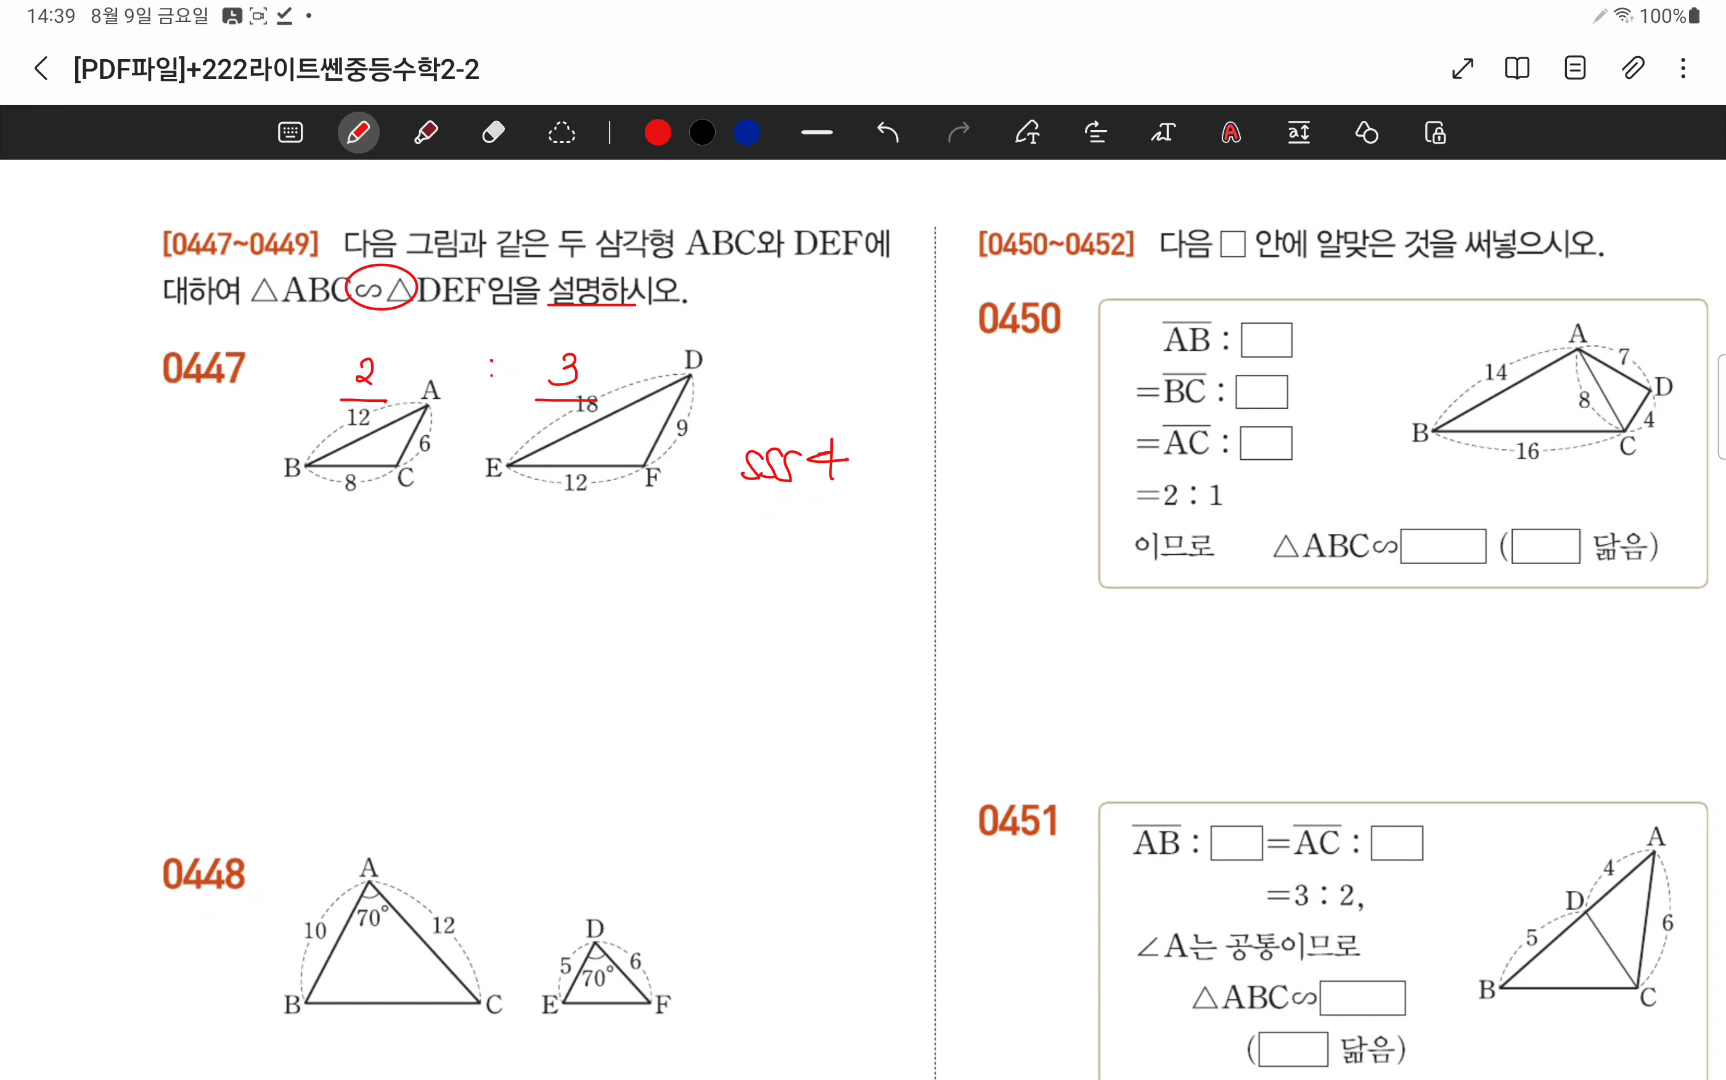 14:39 8월 9일 금요일
100%
[PDF파일]+222라이트쎈중등수학2-2
[0447~0449] 다음 그림과 같은 두 삼각형 ABC와 DEF에
대하여 △ABC∽△DEF임을 설명하시오.
0447
2 : 3
A
12
6
B
8
C
D
18
9
E
12
F
0448
A
70°
10
12
B
C
D
5
70°
6
E
F
[0450~0452] 다음 □ 안에 알맞은 것을 써넣으시오.
0450
AB : □
=BC : □
=AC : □
=2 : 1
이므로 △ABC∽□ (□ 닮음)
A
14
7
8
D
4
B
16
C
0451
AB : □=AC : □
=3 : 2,
∠A는 공통이므로
△ABC∽□
(□ 닮음)
A
4
D
6
5
B
C